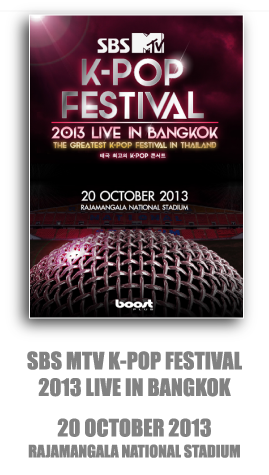 SBS MTV
K-POP
FESTIVAL
2013 LIVE IN BANGKOK
THE GREATEST K-POP FESTIVAL IN THAILAND
태국 최고의 K-POP 콘서트
20 OCTOBER 2013
RAJAMANGALA NATIONAL STADIUM
boost
PLUS
SBS MTV K-POP FESTIVAL
2013 LIVE IN BANGKOK
20 OCTOBER 2013
RAJAMANGALA NATIONAL STADIUM